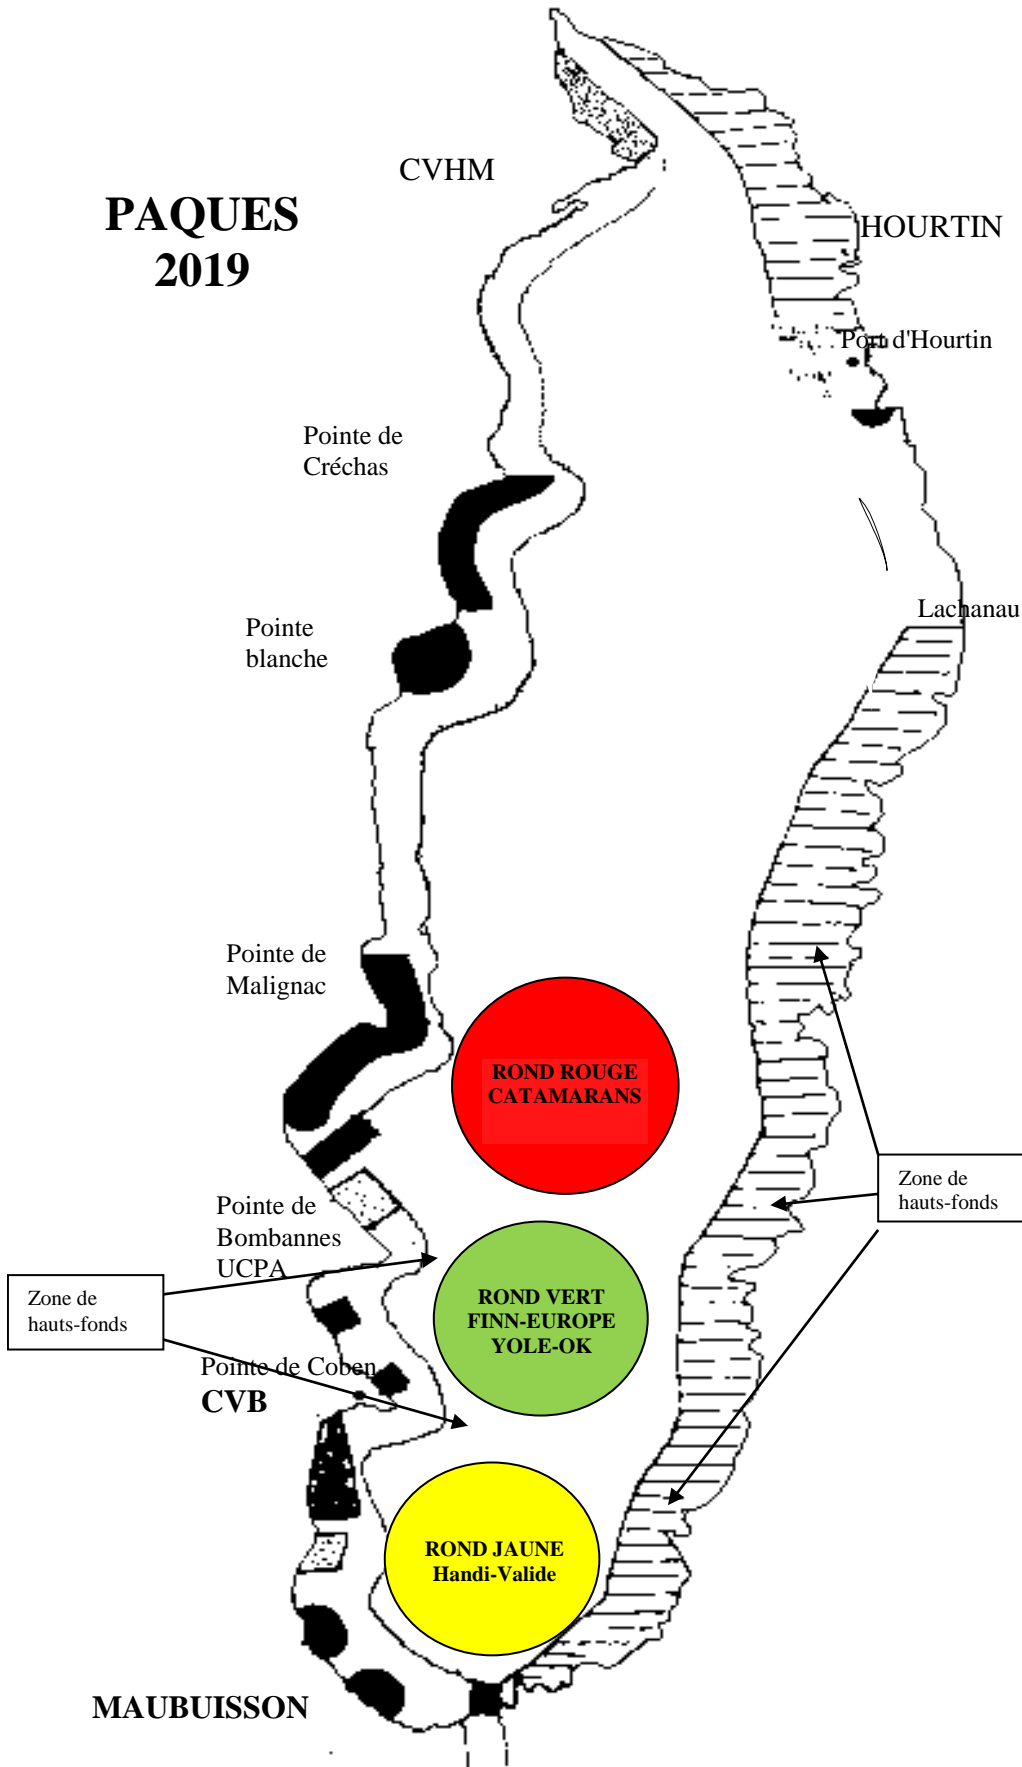 CVHM
PAQUES
2019
HOURTIN
Port d'Hourtin
Pointe de
Créchas
Lachanau
Pointe
blanche
Pointe de
Malignac
ROND ROUGE
CATAMARANS
Zone de
hauts-fonds
Pointe de
Bombannes
UCPA
Zone de
hauts-fonds
ROND VERT
FINN-EUROPE
YOLE-OK
Pointe de Coben
CVB
ROND JAUNE
Handi-Valide
MAUBUISSON